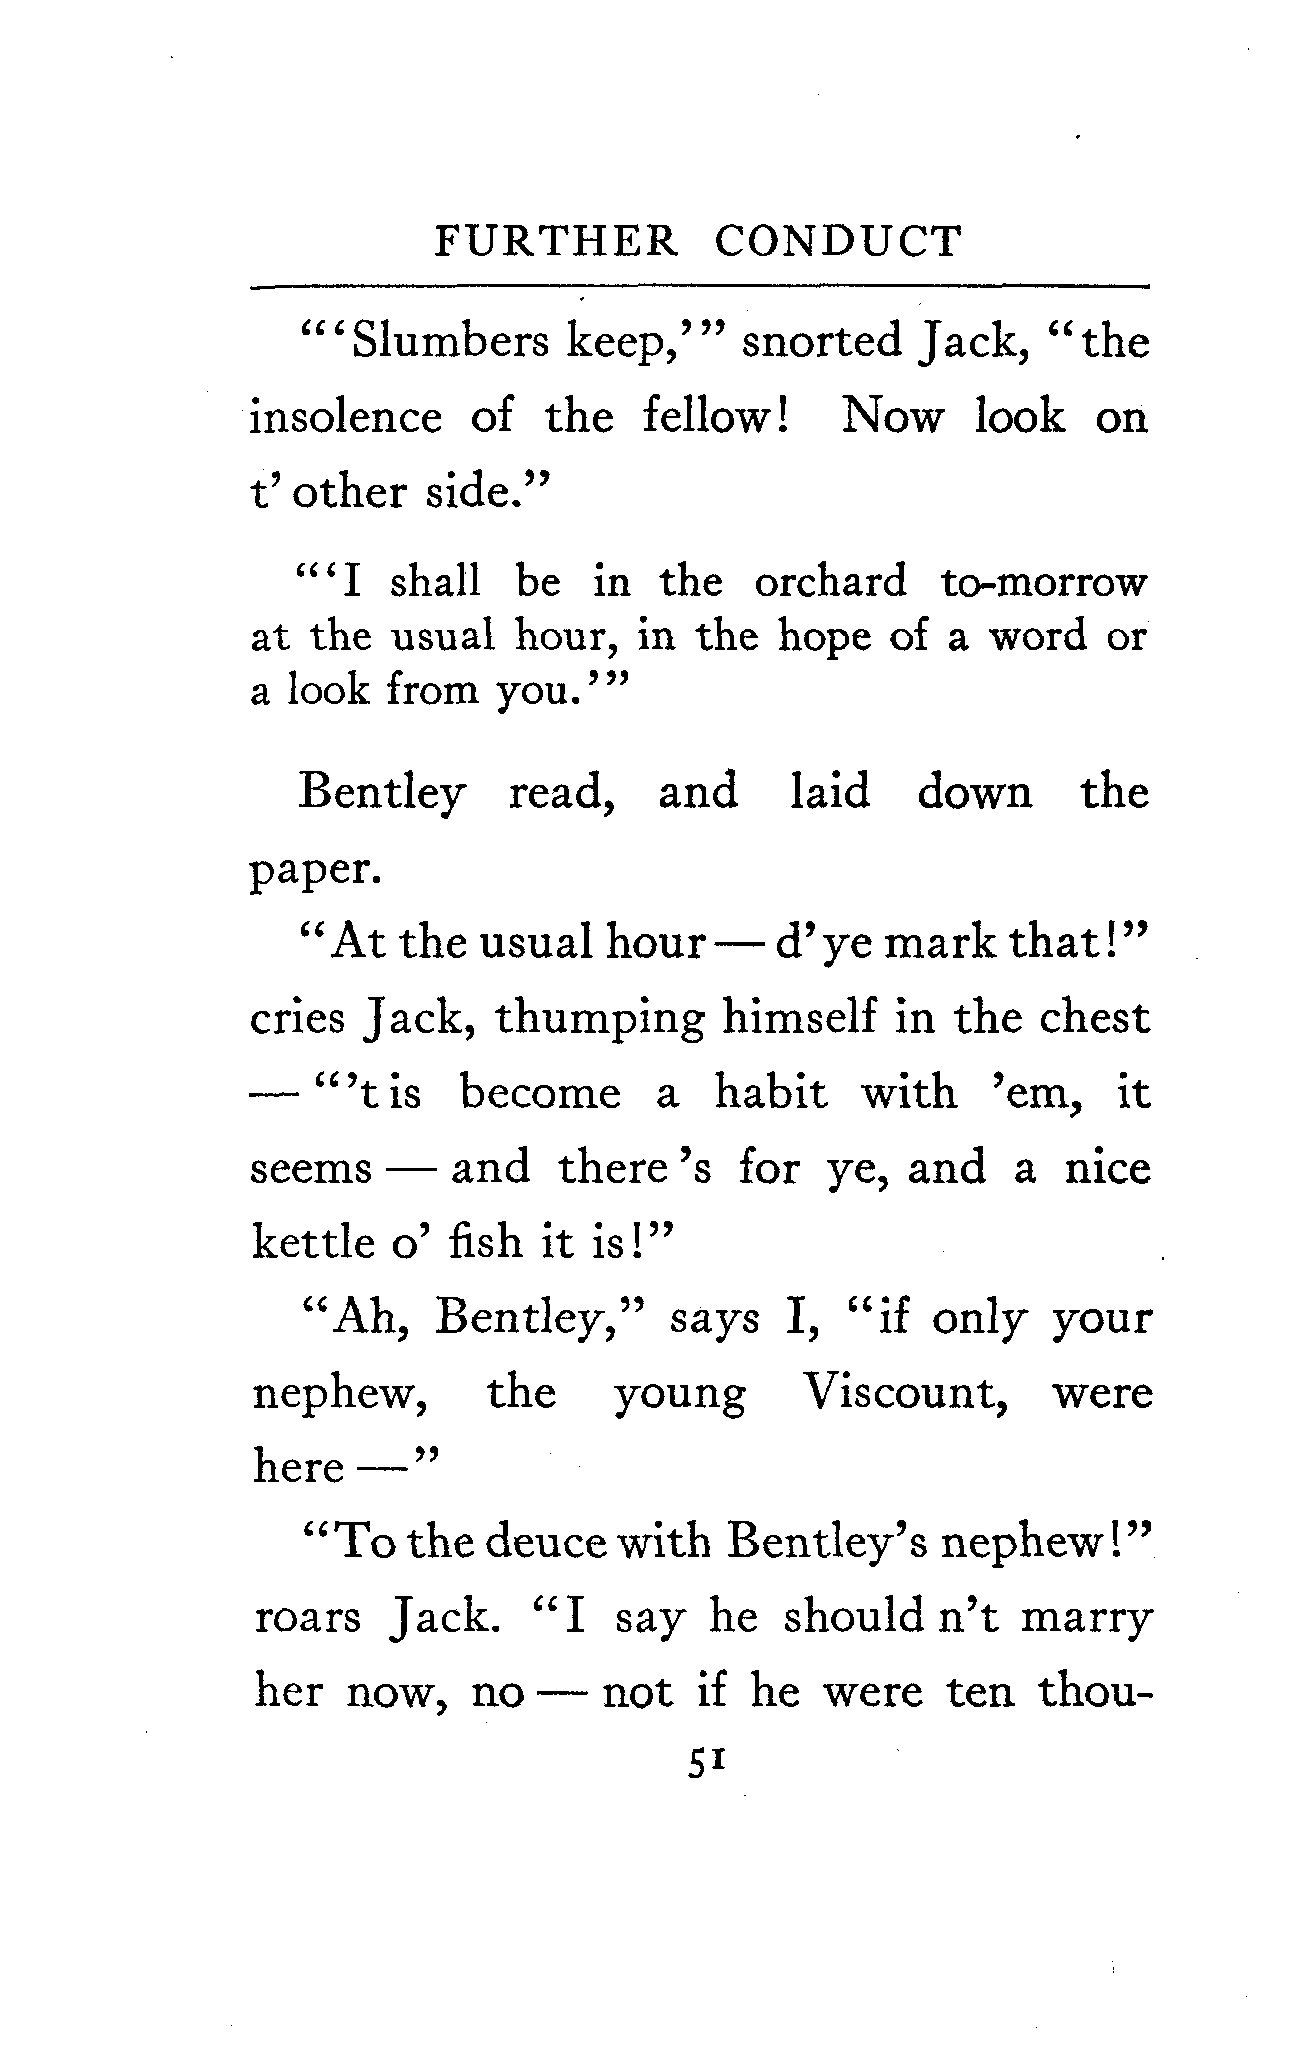 FURTHER CONDUCT
“‘Slumbers keep,’” snorted Jack, “the
insolence of the fellow! Now look on
t’ other side.”
“‘I shall be in the orchard to-morrow
at the usual hour, in the hope of a word or
a look from you.’”
Bentley read, and laid down the
paper.
“At the usual hour — d’ ye mark that!”
cries Jack, thumping himself in the chest
— “’t is become a habit with ’em, it
seems — and there ’s for ye, and a nice
kettle o’ fish it is!”
“Ah, Bentley,” says I, “if only your
nephew, the young Viscount, were
here —”
“To the deuce with Bentley’s nephew!”
roars Jack. “I say he should n’t marry
her now, no — not if he were ten thou-
51